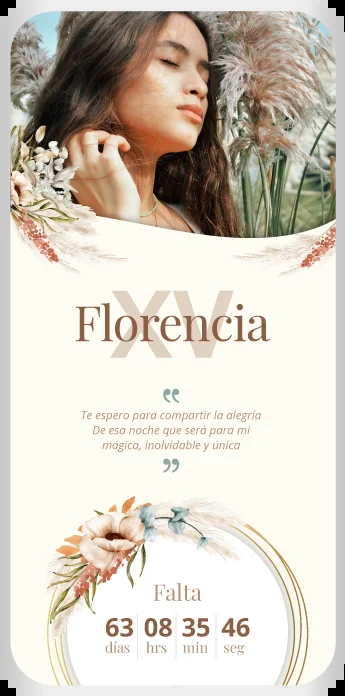 XV
Florencia
“
Te espero para compartir la alegría
De esa noche que será para mi
mágica, inolvidable y única
”
Falta
63 08 35 46
días hrs min seg